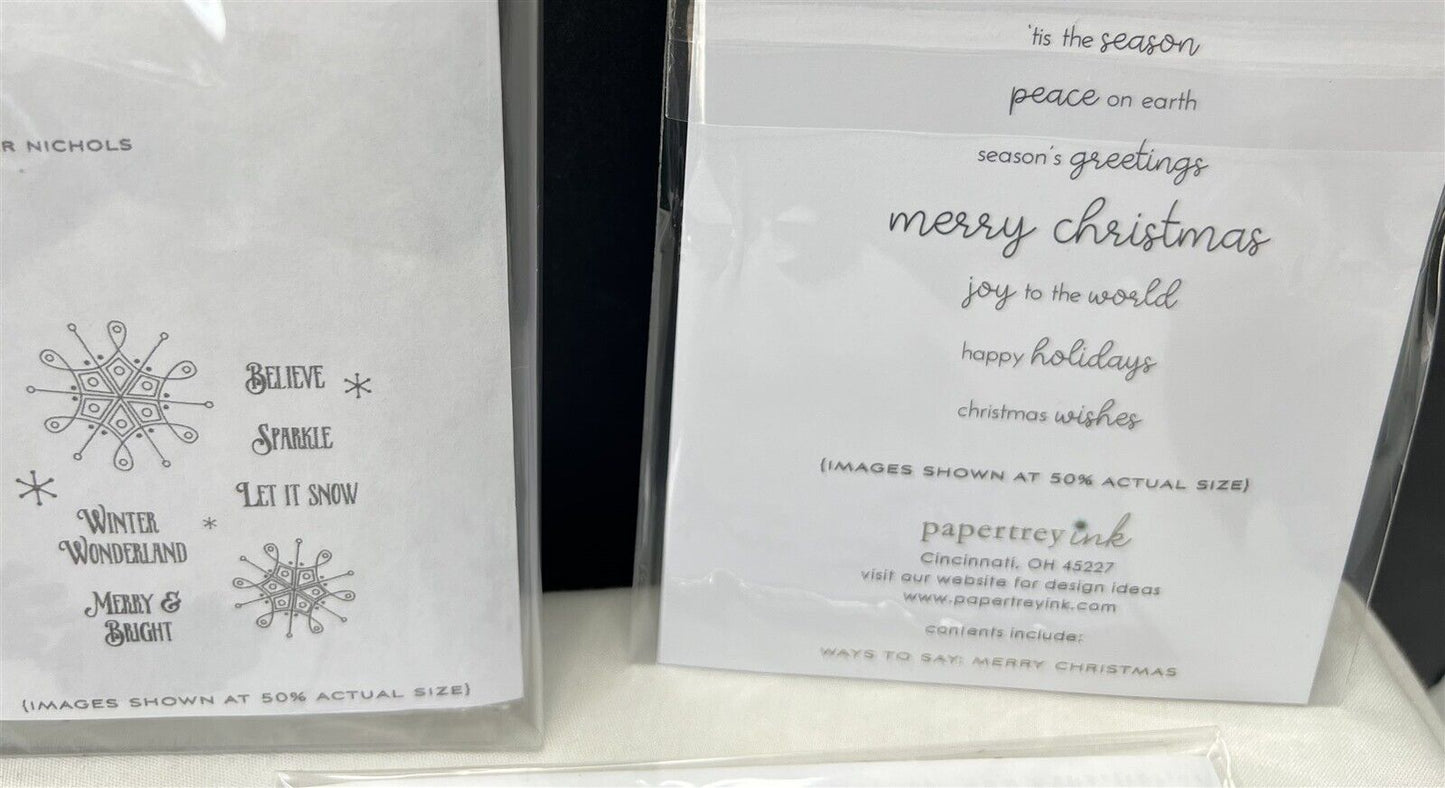 R NICHOLS
BELIEVE
SPARKLE
LET IT SNOW
WINTER
WONDERLAND
MERRY &
BRIGHT
{IMAGES SHOWN AT 50% ACTUAL SIZE}
'tis the season
peace on earth
season's greetings
merry christmas
joy to the world
happy holidays
christmas wishes
{IMAGES SHOWN AT 50% ACTUAL SIZE}
papertrey ink
Cincinnati, OH 45227
visit our website for design ideas
www.papertreyink.com
contents include:
WAYS TO SAY: MERRY CHRISTMAS